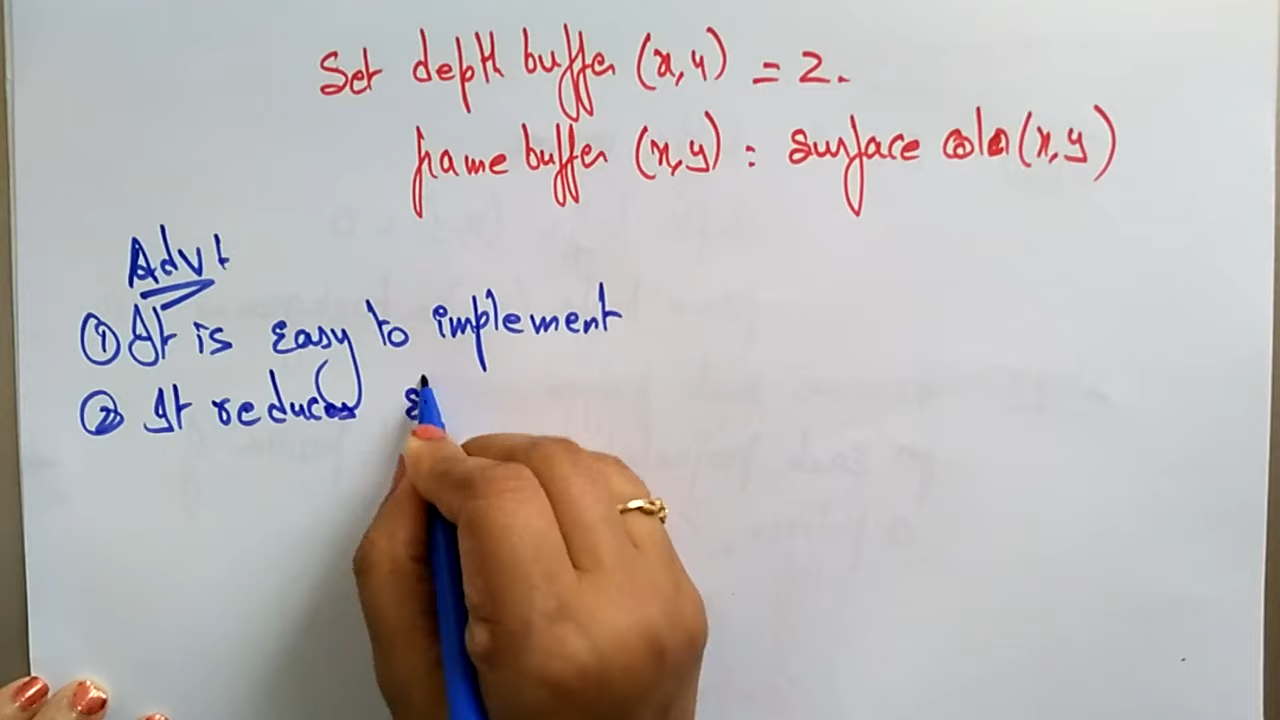 Set depth buffer (x,y) = z.
frame buffer (x,y) = surface color(x,y)
Advt
① It is easy to implement
② It reduces